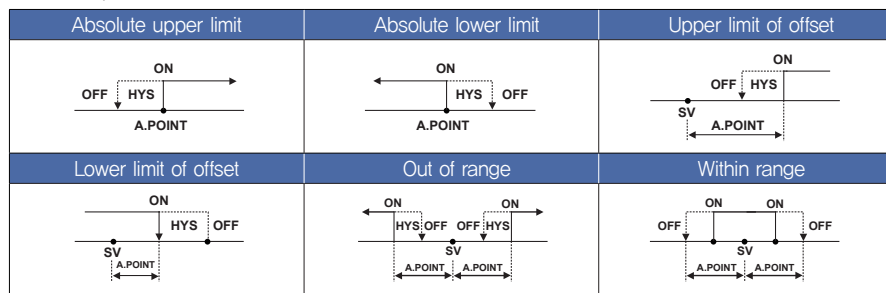 Absolute upper limit
ON
OFF HYS
A.POINT
Absolute lower limit
ON
HYS OFF
A.POINT
Upper limit of offset
ON
OFF HYS
SV
A.POINT
Lower limit of offset
ON
HYS OFF
SV
A.POINT
Out of range
ON ON
HYS OFF OFF HYS
SV
A.POINT A.POINT
Within range
ON ON
OFF OFF
SV
A.POINT A.POINT